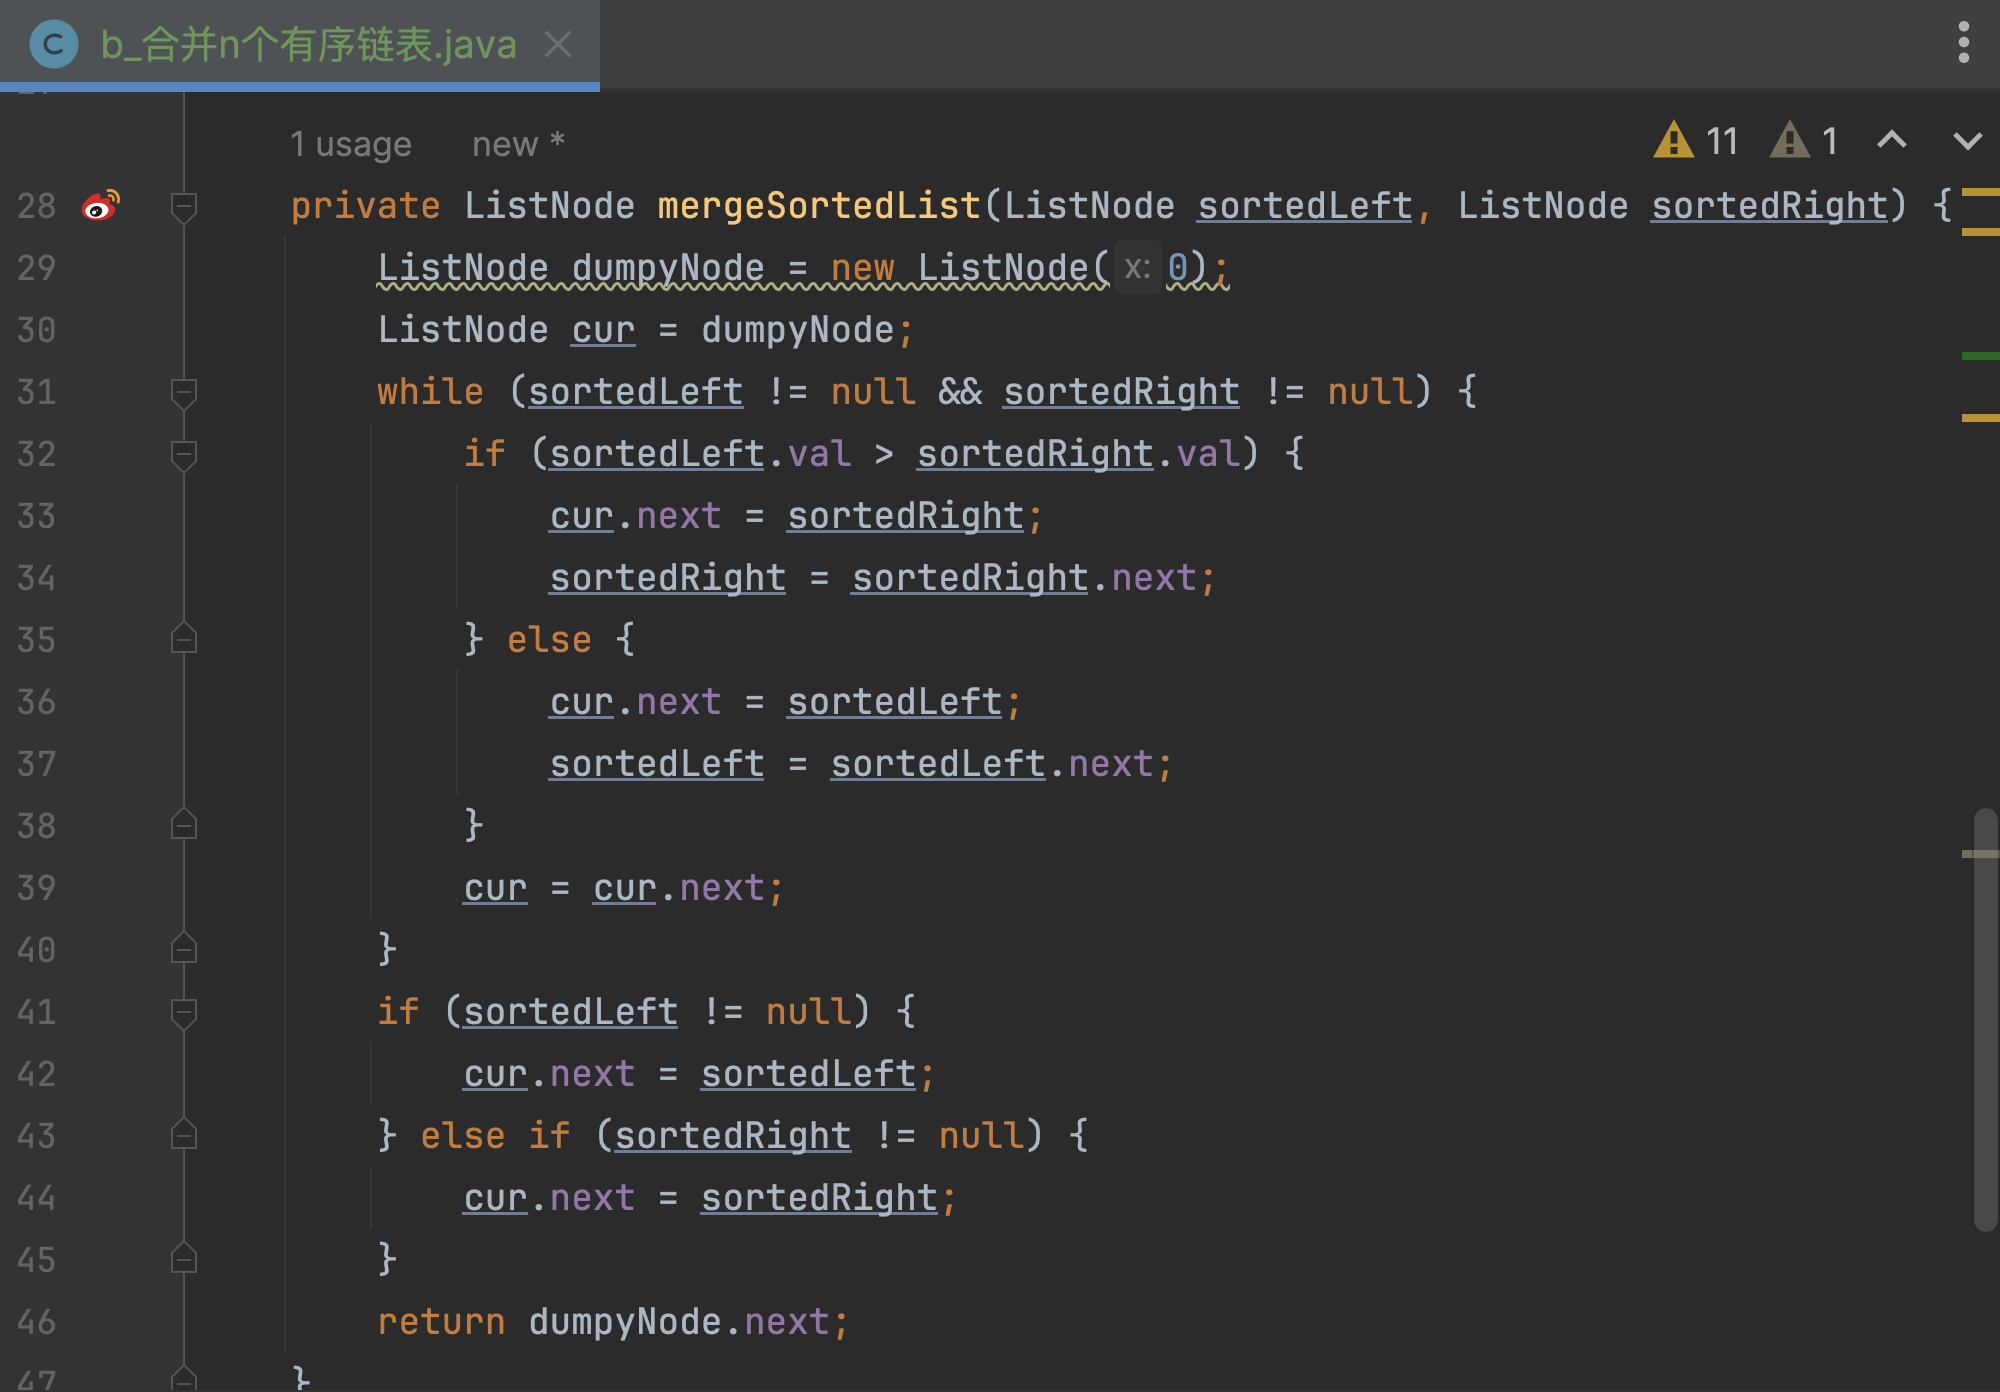 b_合并n个有序链表.java
1 usage new *
11 1
28 private ListNode mergeSortedList(ListNode sortedLeft, ListNode sortedRight) {
29 ListNode dumpyNode = new ListNode( x: 0);
30 ListNode cur = dumpyNode;
31 while (sortedLeft != null && sortedRight != null) {
32 if (sortedLeft.val > sortedRight.val) {
33 cur.next = sortedRight;
34 sortedRight = sortedRight.next;
35 } else {
36 cur.next = sortedLeft;
37 sortedLeft = sortedLeft.next;
38 }
39 cur = cur.next;
40 }
41 if (sortedLeft != null) {
42 cur.next = sortedLeft;
43 } else if (sortedRight != null) {
44 cur.next = sortedRight;
45 }
46 return dumpyNode.next;
47 }